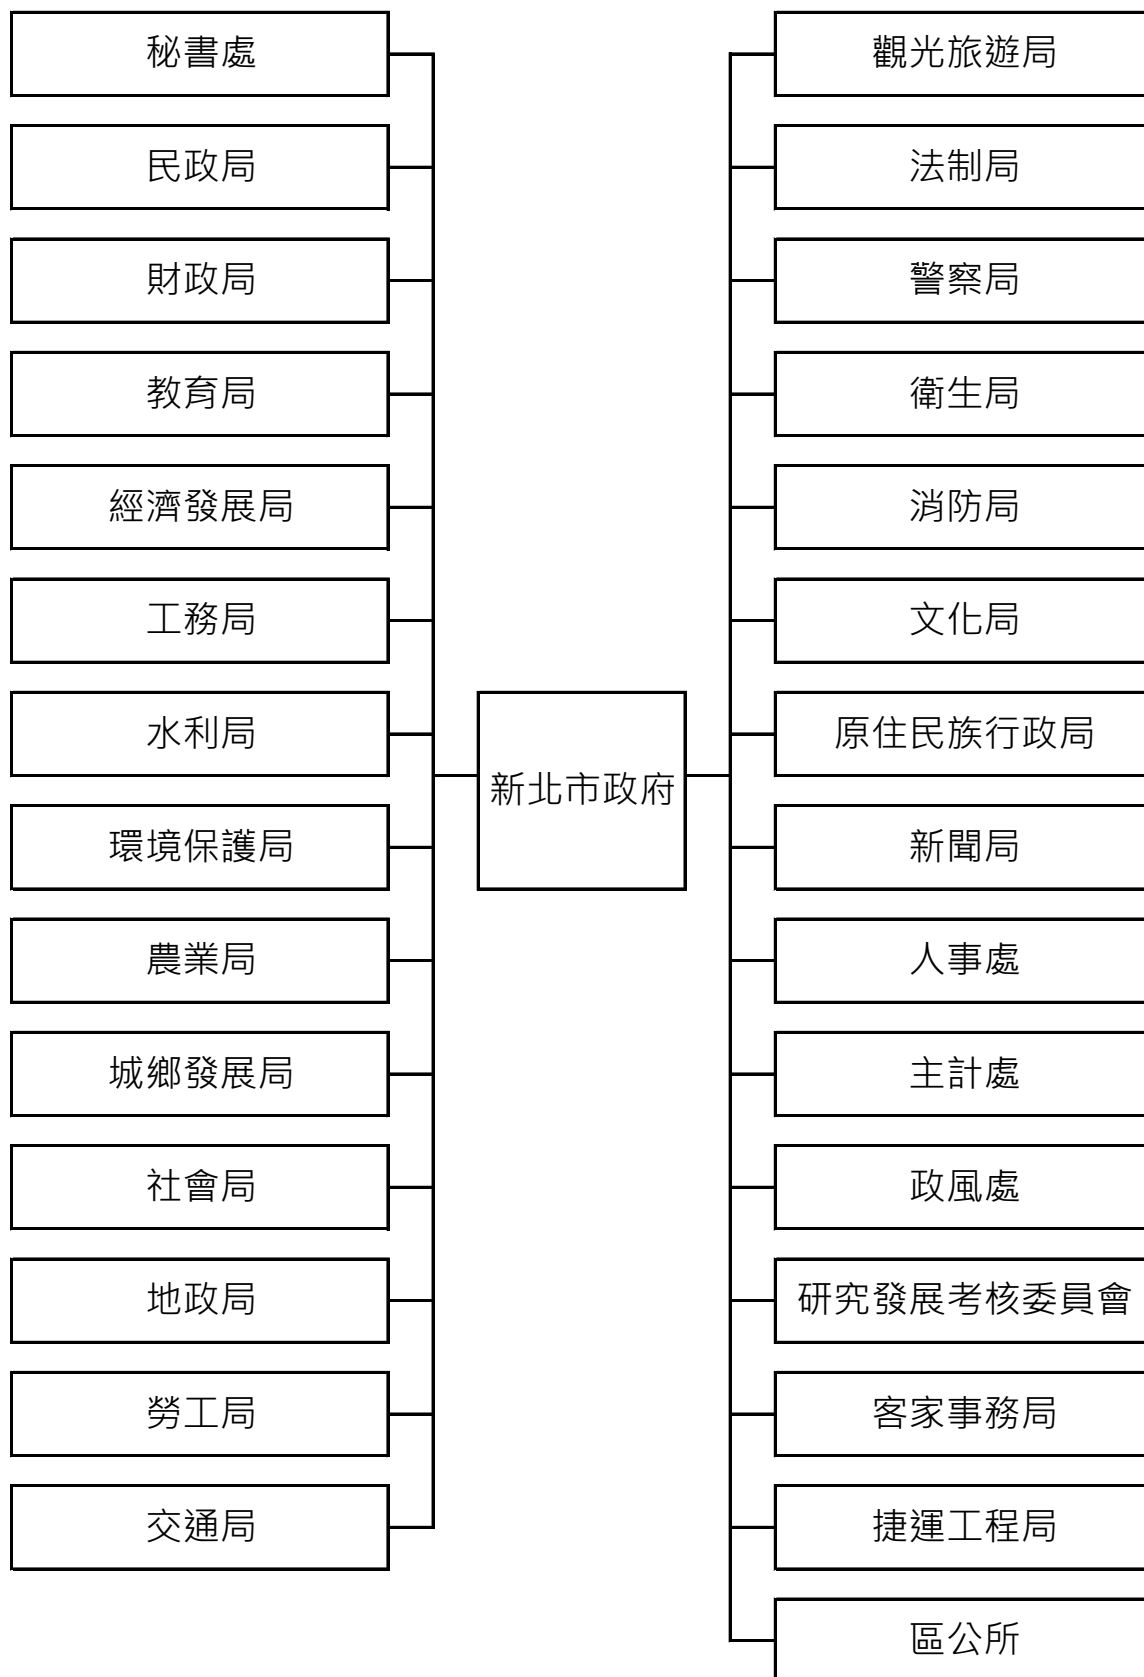 秘書處
民政局
財政局
教育局
經濟發展局
工務局
水利局
環境保護局
農業局
城鄉發展局
社會局
地政局
勞工局
交通局
新北市政府
觀光旅遊局
法制局
警察局
衛生局
消防局
文化局
原住民族行政局
新聞局
人事處
主計處
政風處
研究發展考核委員會
客家事務局
捷運工程局
區公所